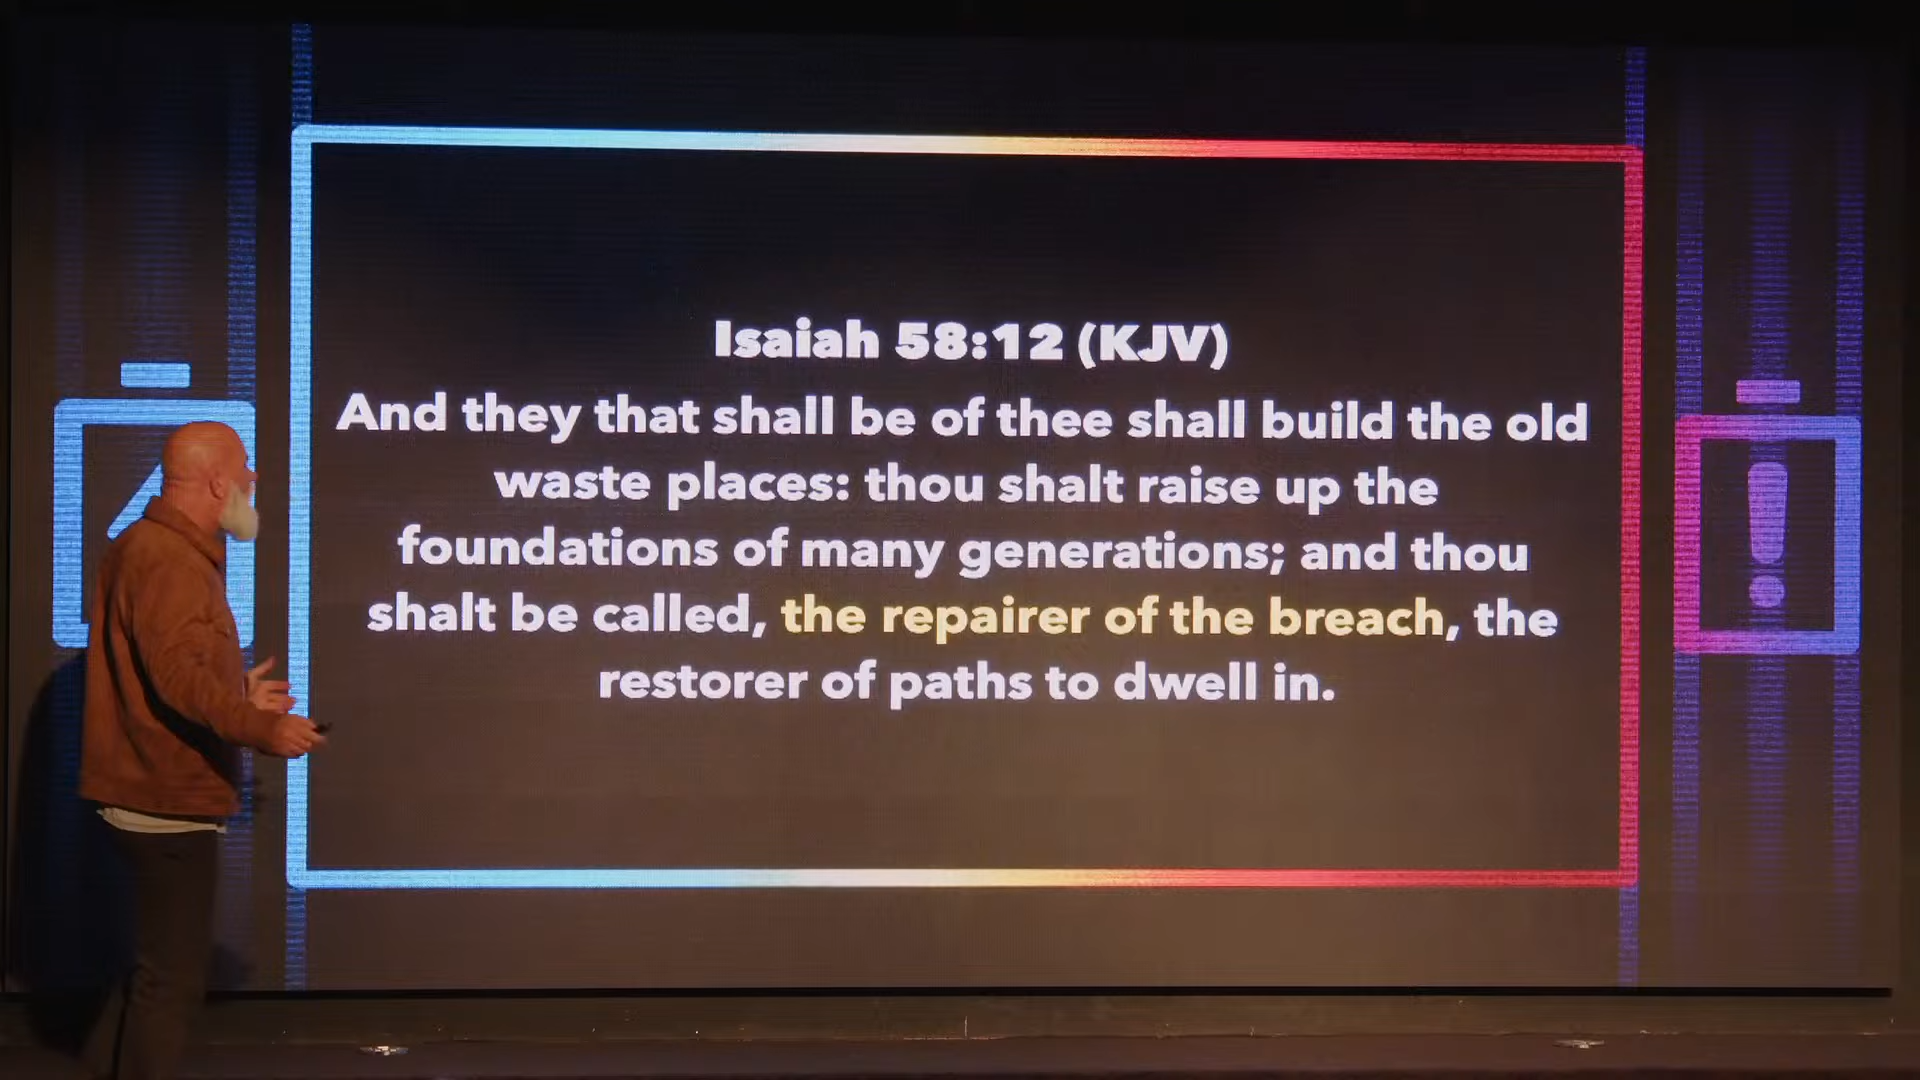 Isaiah 58:12 (KJV)
And they that shall be of thee shall build the old
waste places: thou shalt raise up the
foundations of many generations; and thou
shalt be called, the repairer of the breach, the
restorer of paths to dwell in.